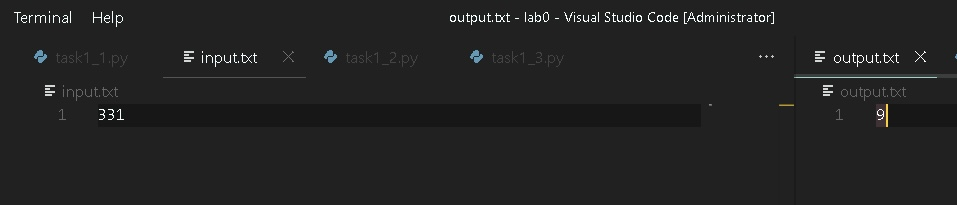 Terminal Help output.txt - lab0 - Visual Studio Code [Administrator]
task1_1.py input.txt task1_2.py task1_3.py ... output.txt
input.txt output.txt
1 331 1 9